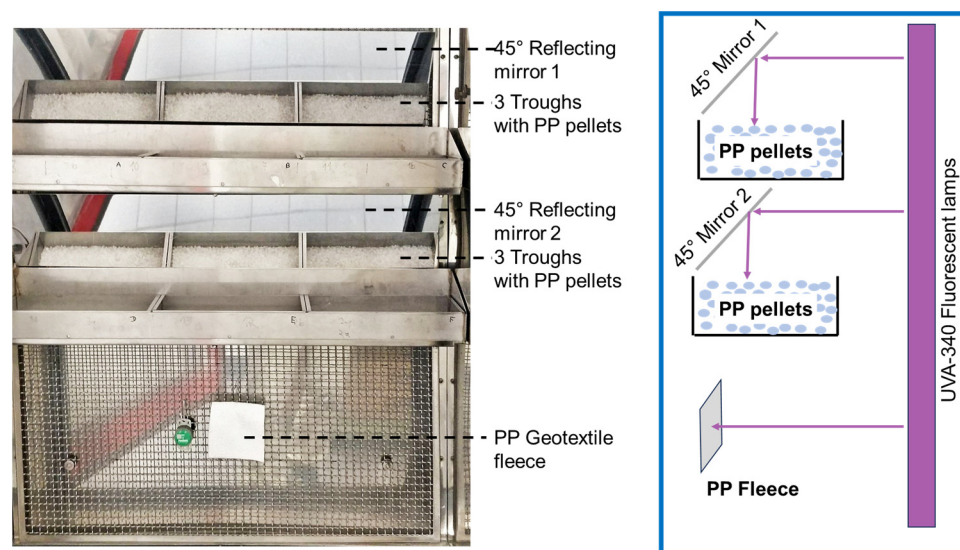 45° Reflecting
mirror 1
3 Troughs
with PP pellets
A
B
C
45° Reflecting
mirror 2
3 Troughs
with PP pellets
D
E
F
PP Geotextile
fleece
45° Mirror 1
PP pellets
45° Mirror 2
PP pellets
PP Fleece
UVA-340 Fluorescent lamps